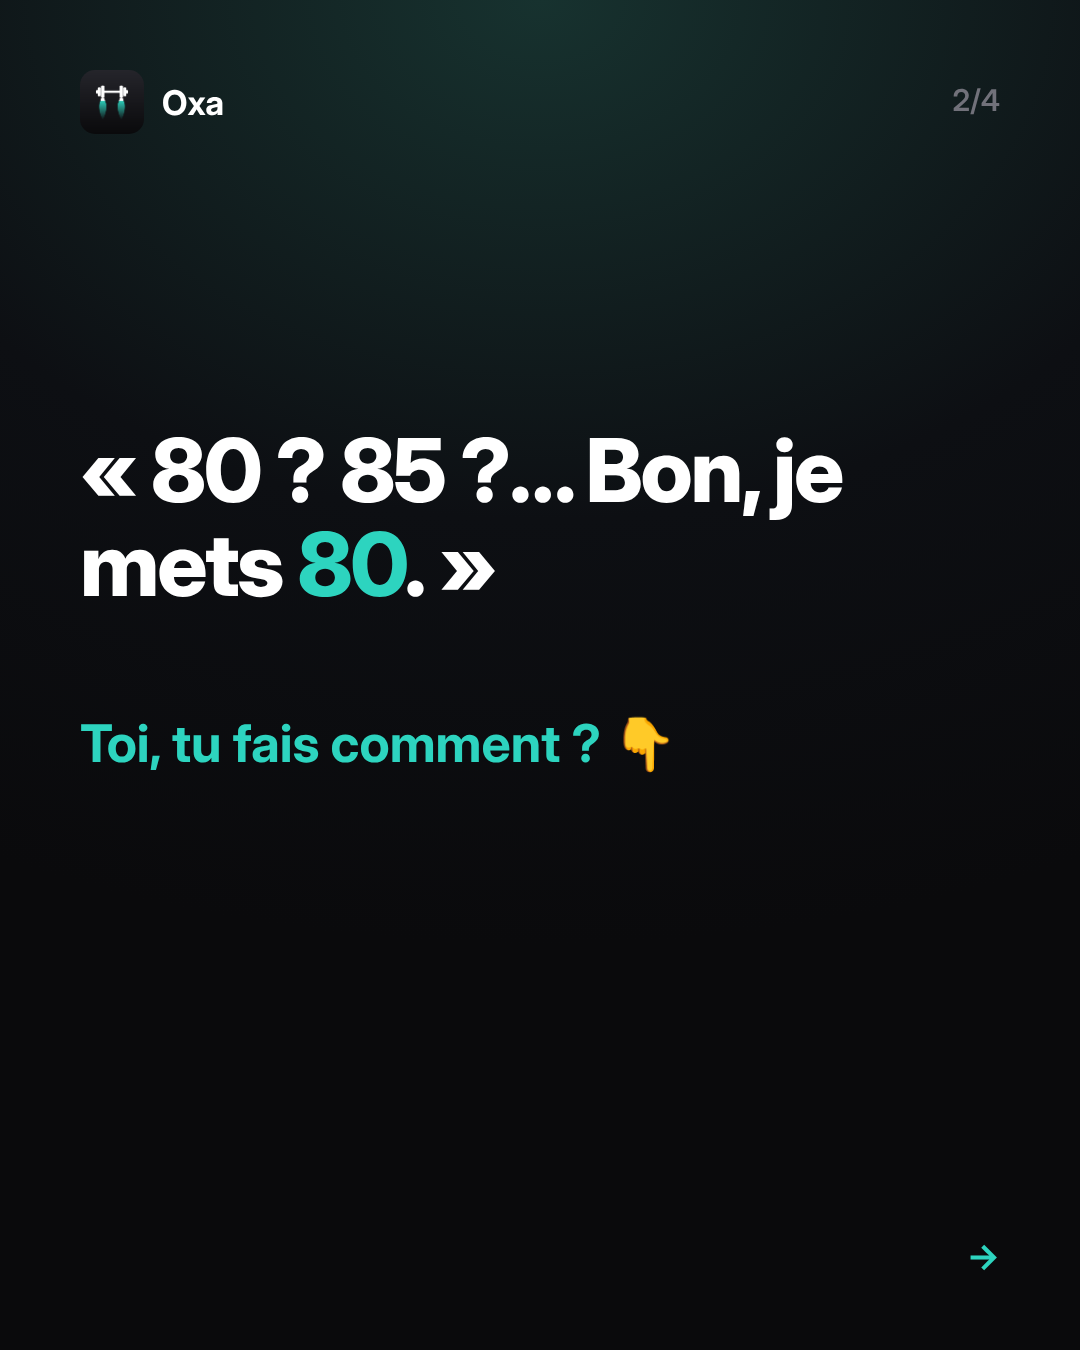 Oxa
2/4
« 80 ? 85 ?... Bon, je
mets 80. »
Toi, tu fais comment ? 👇
→